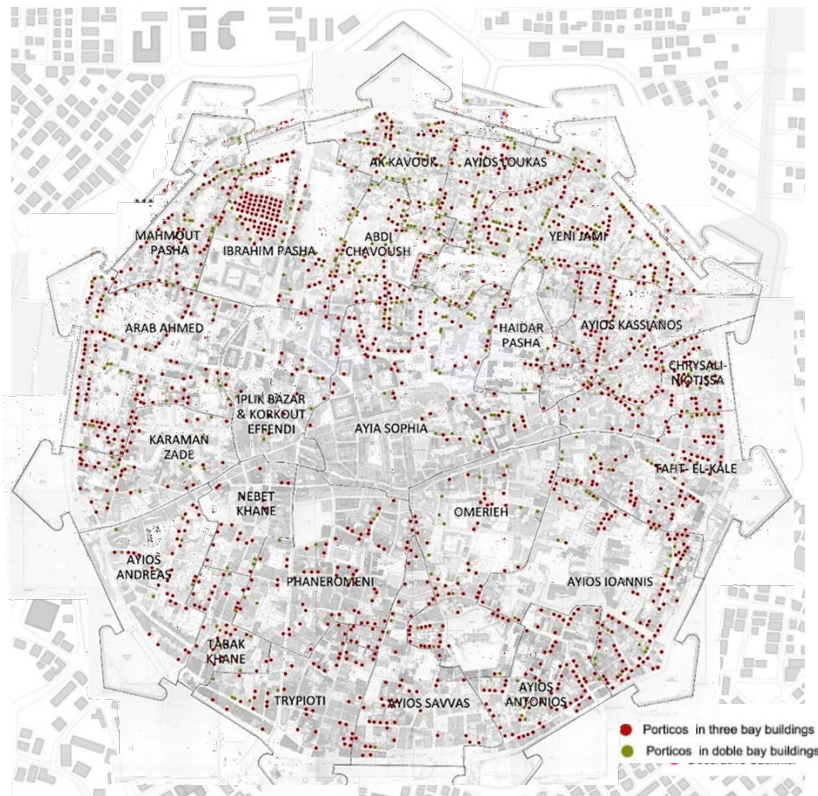 AK KAVOUK
AYIOS LOUKAS
MAHMOUT
PASHA
IBRAHIM PASHA
ABDI
CHAVOUSH
YENI JAMI
ARAB AHMED
HAIDAR
PASHA
AYIOS KASSIANOS
CHRYSALI-
NIOTISSA
IPLIK BAZAR
& KORKOUT
EFFENDI
AYIA SOPHIA
KARAMAN
ZADE
TAHT- EL-KALE
NEBET
KHANE
OMERIEH
AYIOS
ANDREAS
PHANEROMENI
AYIOS IOANNIS
TABAK
KHANE
TRYPIOTI
AYIOS SAVVAS
AYIOS
ANTONIOS
Porticos in three bay buildings
Porticos in doble bay buildings